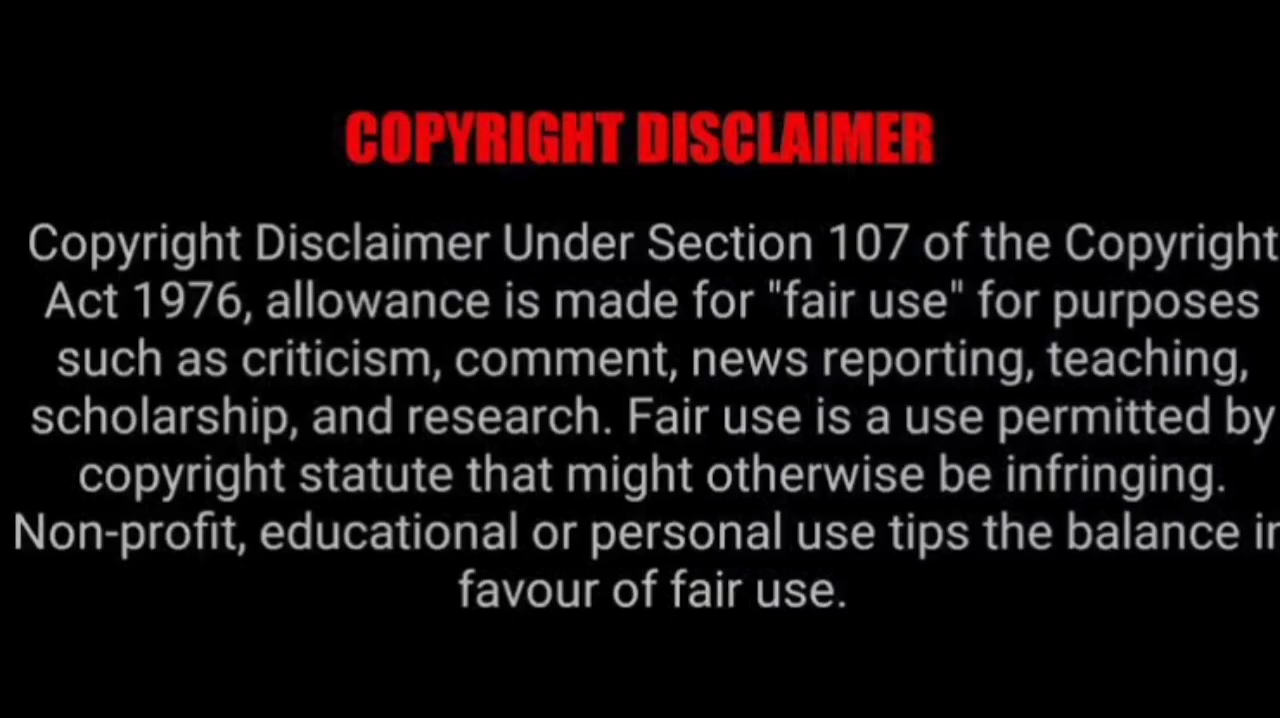 COPYRIGHT DISCLAIMER
Copyright Disclaimer Under Section 107 of the Copyright
Act 1976, allowance is made for "fair use" for purposes
such as criticism, comment, news reporting, teaching,
scholarship, and research. Fair use is a use permitted by
copyright statute that might otherwise be infringing.
Non-profit, educational or personal use tips the balance in
favour of fair use.